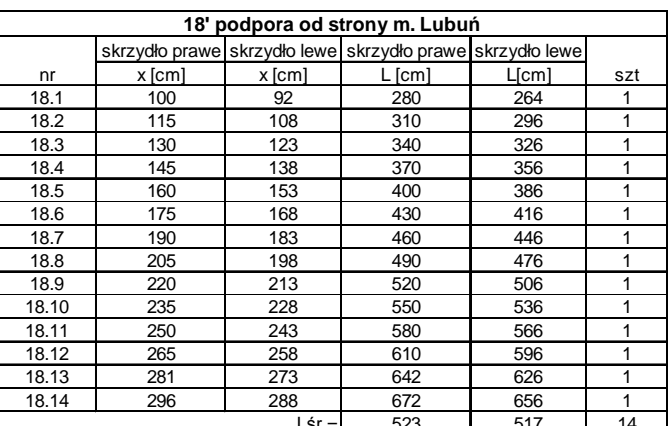 18' podpora od strony m. Lubuń
skrzydło prawe skrzydło lewe skrzydło prawe skrzydło lewe
nr x [cm] x [cm] L [cm] L[cm] szt
18.1 100 92 280 264 1
18.2 115 108 310 296 1
18.3 130 123 340 326 1
18.4 145 138 370 356 1
18.5 160 153 400 386 1
18.6 175 168 430 416 1
18.7 190 183 460 446 1
18.8 205 198 490 476 1
18.9 220 213 520 506 1
18.10 235 228 550 536 1
18.11 250 243 580 566 1
18.12 265 258 610 596 1
18.13 281 273 642 626 1
18.14 296 288 672 656 1
Lśr = 523 517 14